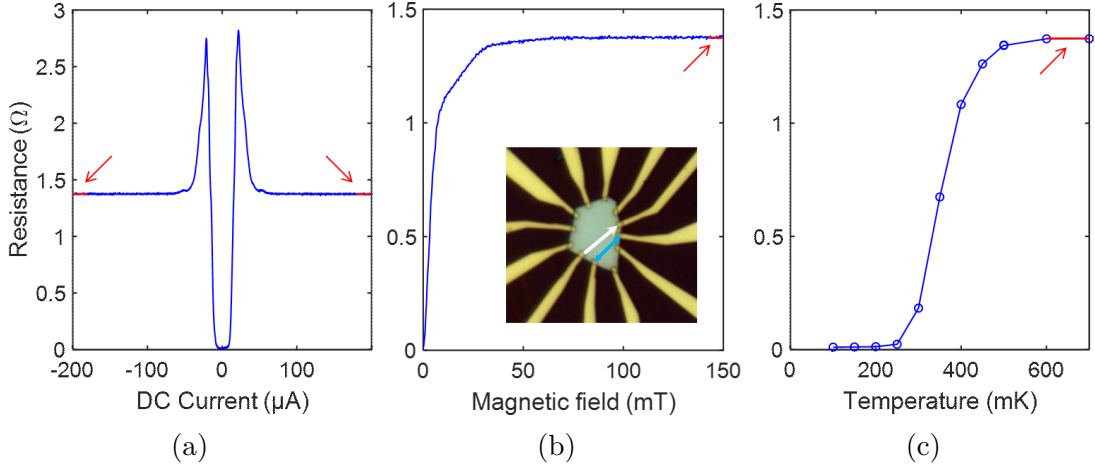 3
2.5
2
1.5
1
0.5
0
Resistance (Ω)
-200 -100 0 100
DC Current (µA)
(a)
1.5
1
0.5
0
0 50 100 150
Magnetic field (mT)
(b)
1.5
1
0.5
0
0 200 400 600
Temperature (mK)
(c)